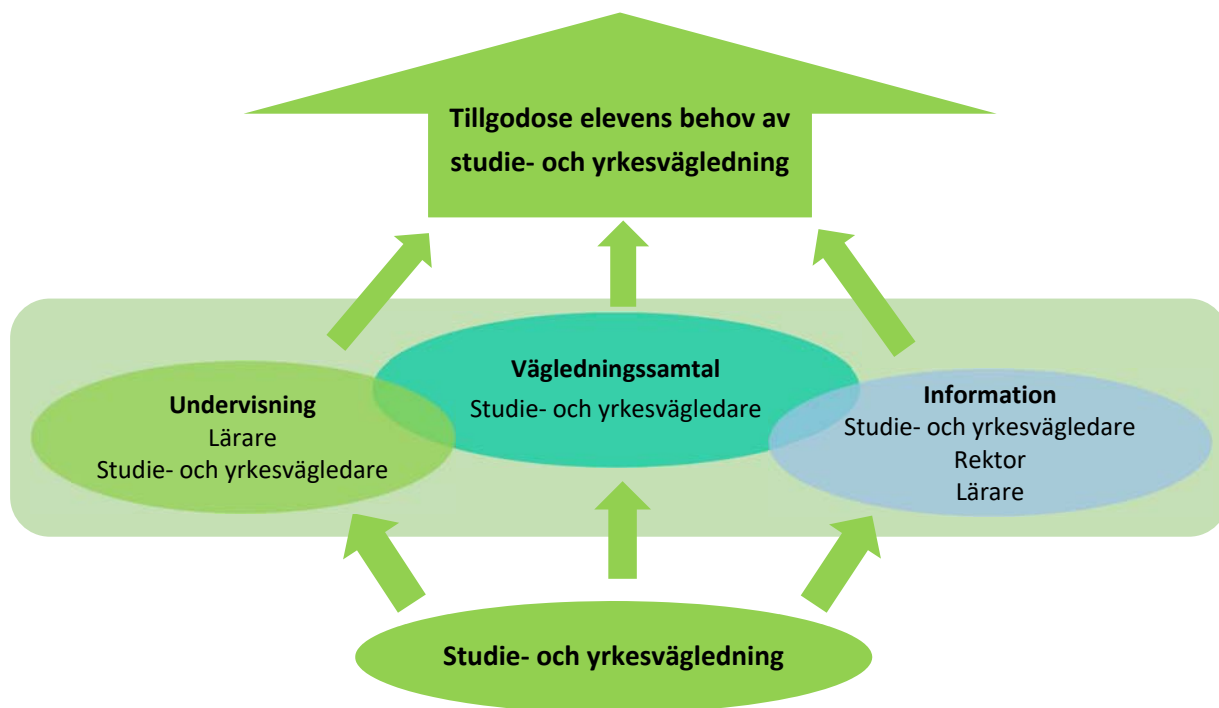 Tillgodose elevens behov av
studie- och yrkesvägledning
Undervisning
Lärare
Studie- och yrkesvägledare
Vägledningssamtal
Studie- och yrkesvägledare
Information
Studie- och yrkesvägledare
Rektor
Lärare
Studie- och yrkesvägledning